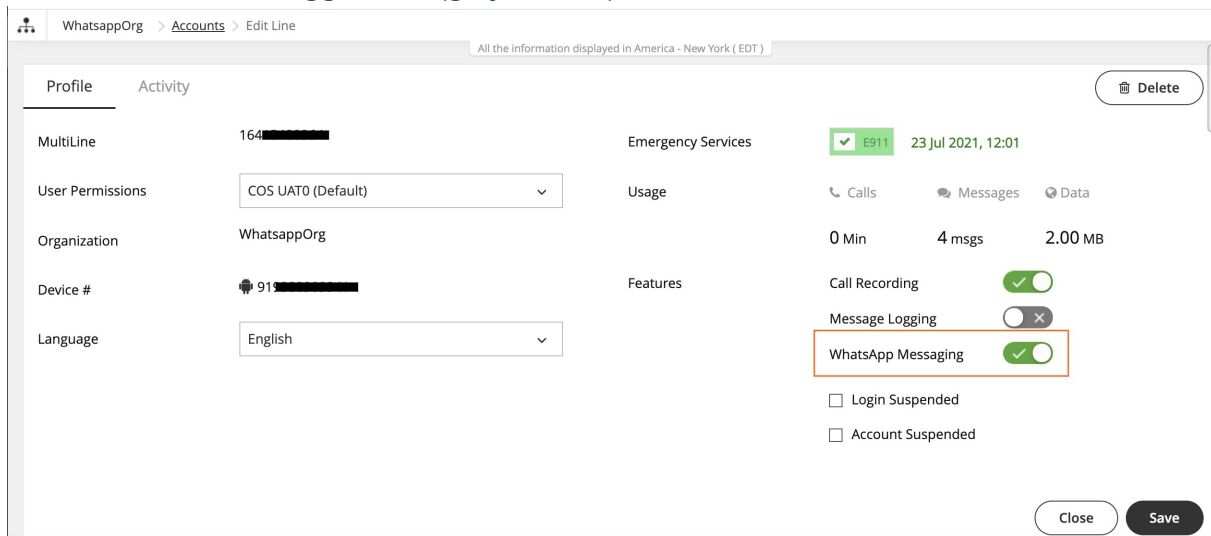 WhatsappOrg > Accounts > Edit Line
All the information displayed in America - New York ( EDT )
Profile Activity
Delete
MultiLine 164
Emergency Services E911 23 Jul 2021, 12:01
User Permissions COS UAT0 (Default)
Usage Calls Messages Data
Organization WhatsappOrg
0 Min 4 msgs 2.00 MB
Device # 919
Features Call Recording
Message Logging
Language English
WhatsApp Messaging
Login Suspended
Account Suspended
Close Save